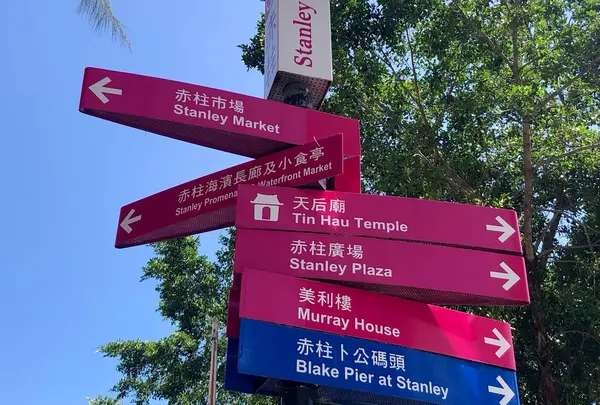 Stanley
赤柱市場
Stanley Market
赤柱海濱長廊及小食亭
Stanley Promenade Waterfront Market
天后廟
Tin Hau Temple
赤柱廣場
Stanley Plaza
美利樓
Murray House
赤柱卜公碼頭
Blake Pier at Stanley